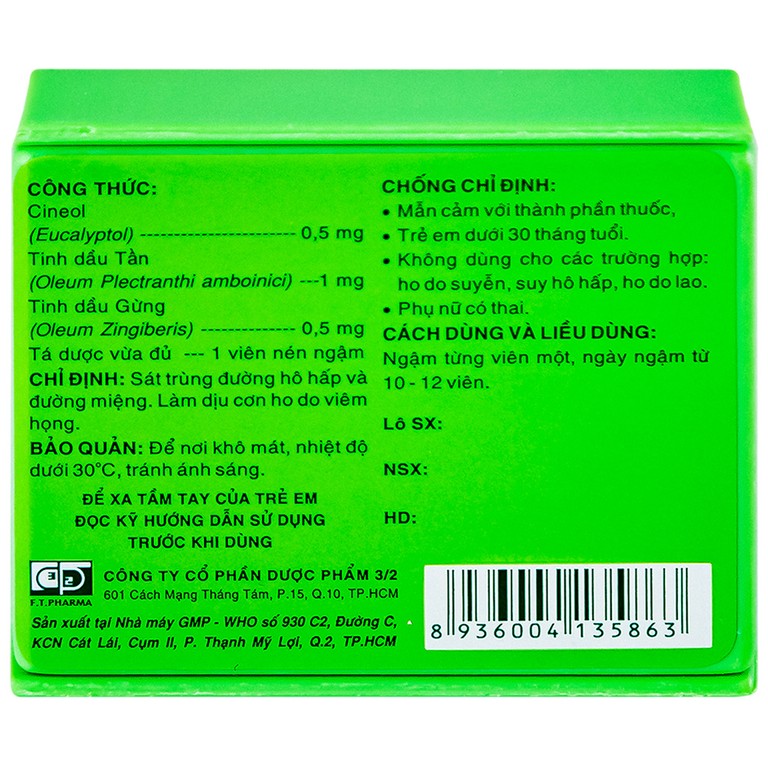 CÔNG THỨC:
Cineol
(Eucalyptol) ----------------------- 0,5 mg
Tinh dầu Tần
(Oleum Plectranthi amboinici) ---1 mg
Tinh dầu Gừng
(Oleum Zingiberis) -------------- 0,5 mg
Tá dược vừa đủ --- 1 viên nén ngậm
CHỈ ĐỊNH: Sát trùng đường hô hấp và
đường miệng. Làm dịu cơn ho do viêm
họng.
BẢO QUẢN: Để nơi khô mát, nhiệt độ
dưới 30°C, tránh ánh sáng.
ĐỂ XA TẦM TAY CỦA TRẺ EM
ĐỌC KỸ HƯỚNG DẪN SỬ DỤNG
TRƯỚC KHI DÙNG
CHỐNG CHỈ ĐỊNH:
• Mẫn cảm với thành phần thuốc,
• Trẻ em dưới 30 tháng tuổi.
• Không dùng cho các trường hợp:
ho do suyễn, suy hô hấp, ho do lao.
• Phụ nữ có thai.
CÁCH DÙNG VÀ LIỀU DÙNG:
Ngậm từng viên một, ngày ngậm từ
10 - 12 viên.
Lô SX:
NSX:
HD:
F.T. PHARMA
CÔNG TY CỔ PHẦN DƯỢC PHẨM 3/2
601 Cách Mạng Tháng Tám, P.15, Q.10, TP.HCM
Sản xuất tại Nhà máy GMP - WHO số 930 C2, Đường C,
KCN Cát Lái, Cụm II, P. Thạnh Mỹ Lợi, Q.2, TP.HCM
8 936004 135863